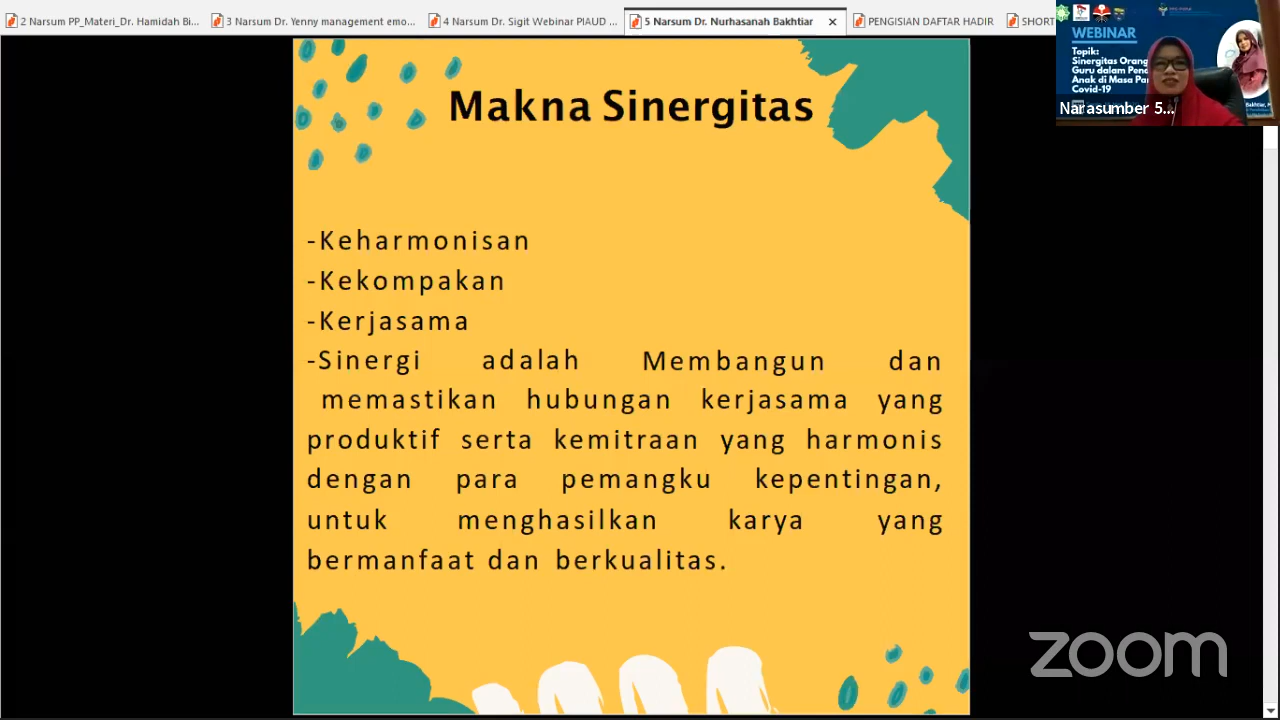 2 Narsum PP_Materi_Dr. Hamidah Bi...
3 Narsum Dr. Yenny management emo...
4 Narsum Dr. Sigit Webinar PIAUD ...
5 Narsum Dr. Nurhasanah Bakhtiar
PENGISIAN DAFTAR HADIR
SHORT
WEBINAR
Topik:
Sinergitas Orang
Guru dalam Pend
Anak di Masa Pa
Covid-19
Bakhtiar, M
Narasumber 5...
Makna Sinergitas
-Keharmonisan
-Kekompakan
-Kerjasama
-Sinergi adalah Membangun dan
memastikan hubungan kerjasama yang
produktif serta kemitraan yang harmonis
dengan para pemangku kepentingan,
untuk menghasilkan karya yang
bermanfaat dan berkualitas.
zoom